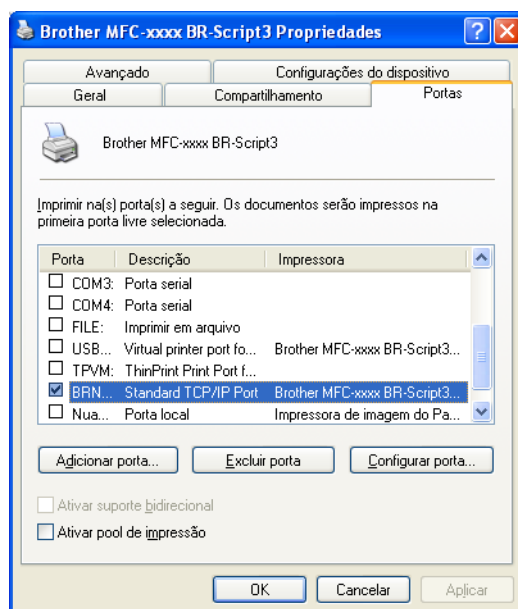 Brother MFC-xxxx BR-Script3 Propriedades
Avançado Configurações do dispositivo
Geral Compartilhamento Portas
Brother MFC-xxxx BR-Script3
Imprimir na(s) porta(s) a seguir. Os documentos serão impressos na
primeira porta livre selecionada.
Porta Descrição Impressora
COM3: Porta serial
COM4: Porta serial
FILE: Imprimir em arquivo
USB... Virtual printer port fo... Brother MFC-xxxx BR-Script3...
TPVM: ThinPrint Print Port f...
BRN... Standard TCP/IP Port Brother MFC-xxxx BR-Script3...
Nua... Porta local Impressora de imagem do Pa...
Adicionar porta... Excluir porta Configurar porta...
Ativar suporte bidirecional
Ativar pool de impressão
OK Cancelar Aplicar